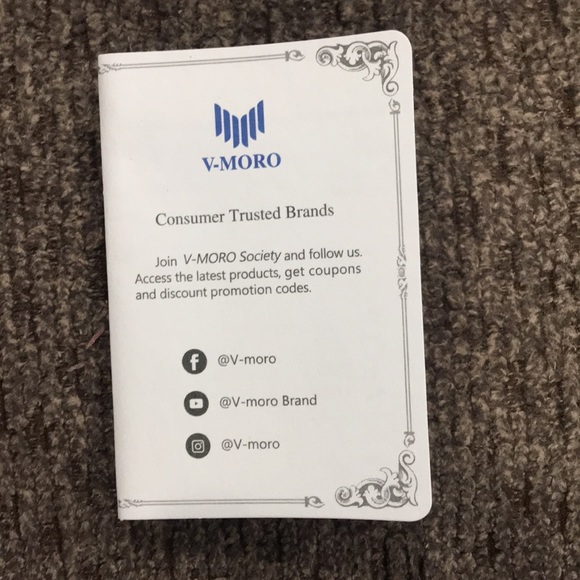 V-MORO
Consumer Trusted Brands
Join V-MORO Society and follow us.
Access the latest products, get coupons
and discount promotion codes.
@V-moro
@V-moro Brand
@V-moro